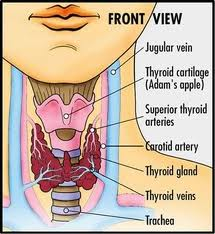 FRONT VIEW
Jugular vein
Thyroid cartilage
(Adam's apple)
Superior thyroid
arteries
Carotid artery
Thyroid gland
Thyroid veins
Trachea